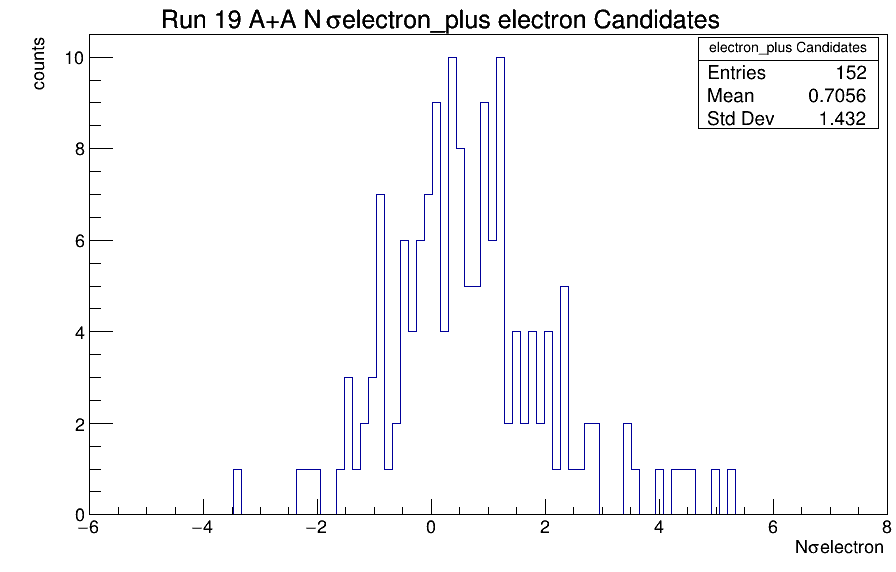 Run 19 A+A Nσelectron_plus electron Candidates
counts
electron_plus Candidates
Entries 152
Mean 0.7056
Std Dev 1.432
10
8
6
4
2
0
−6 −4 −2 0 2 4 6 8
Nσelectron